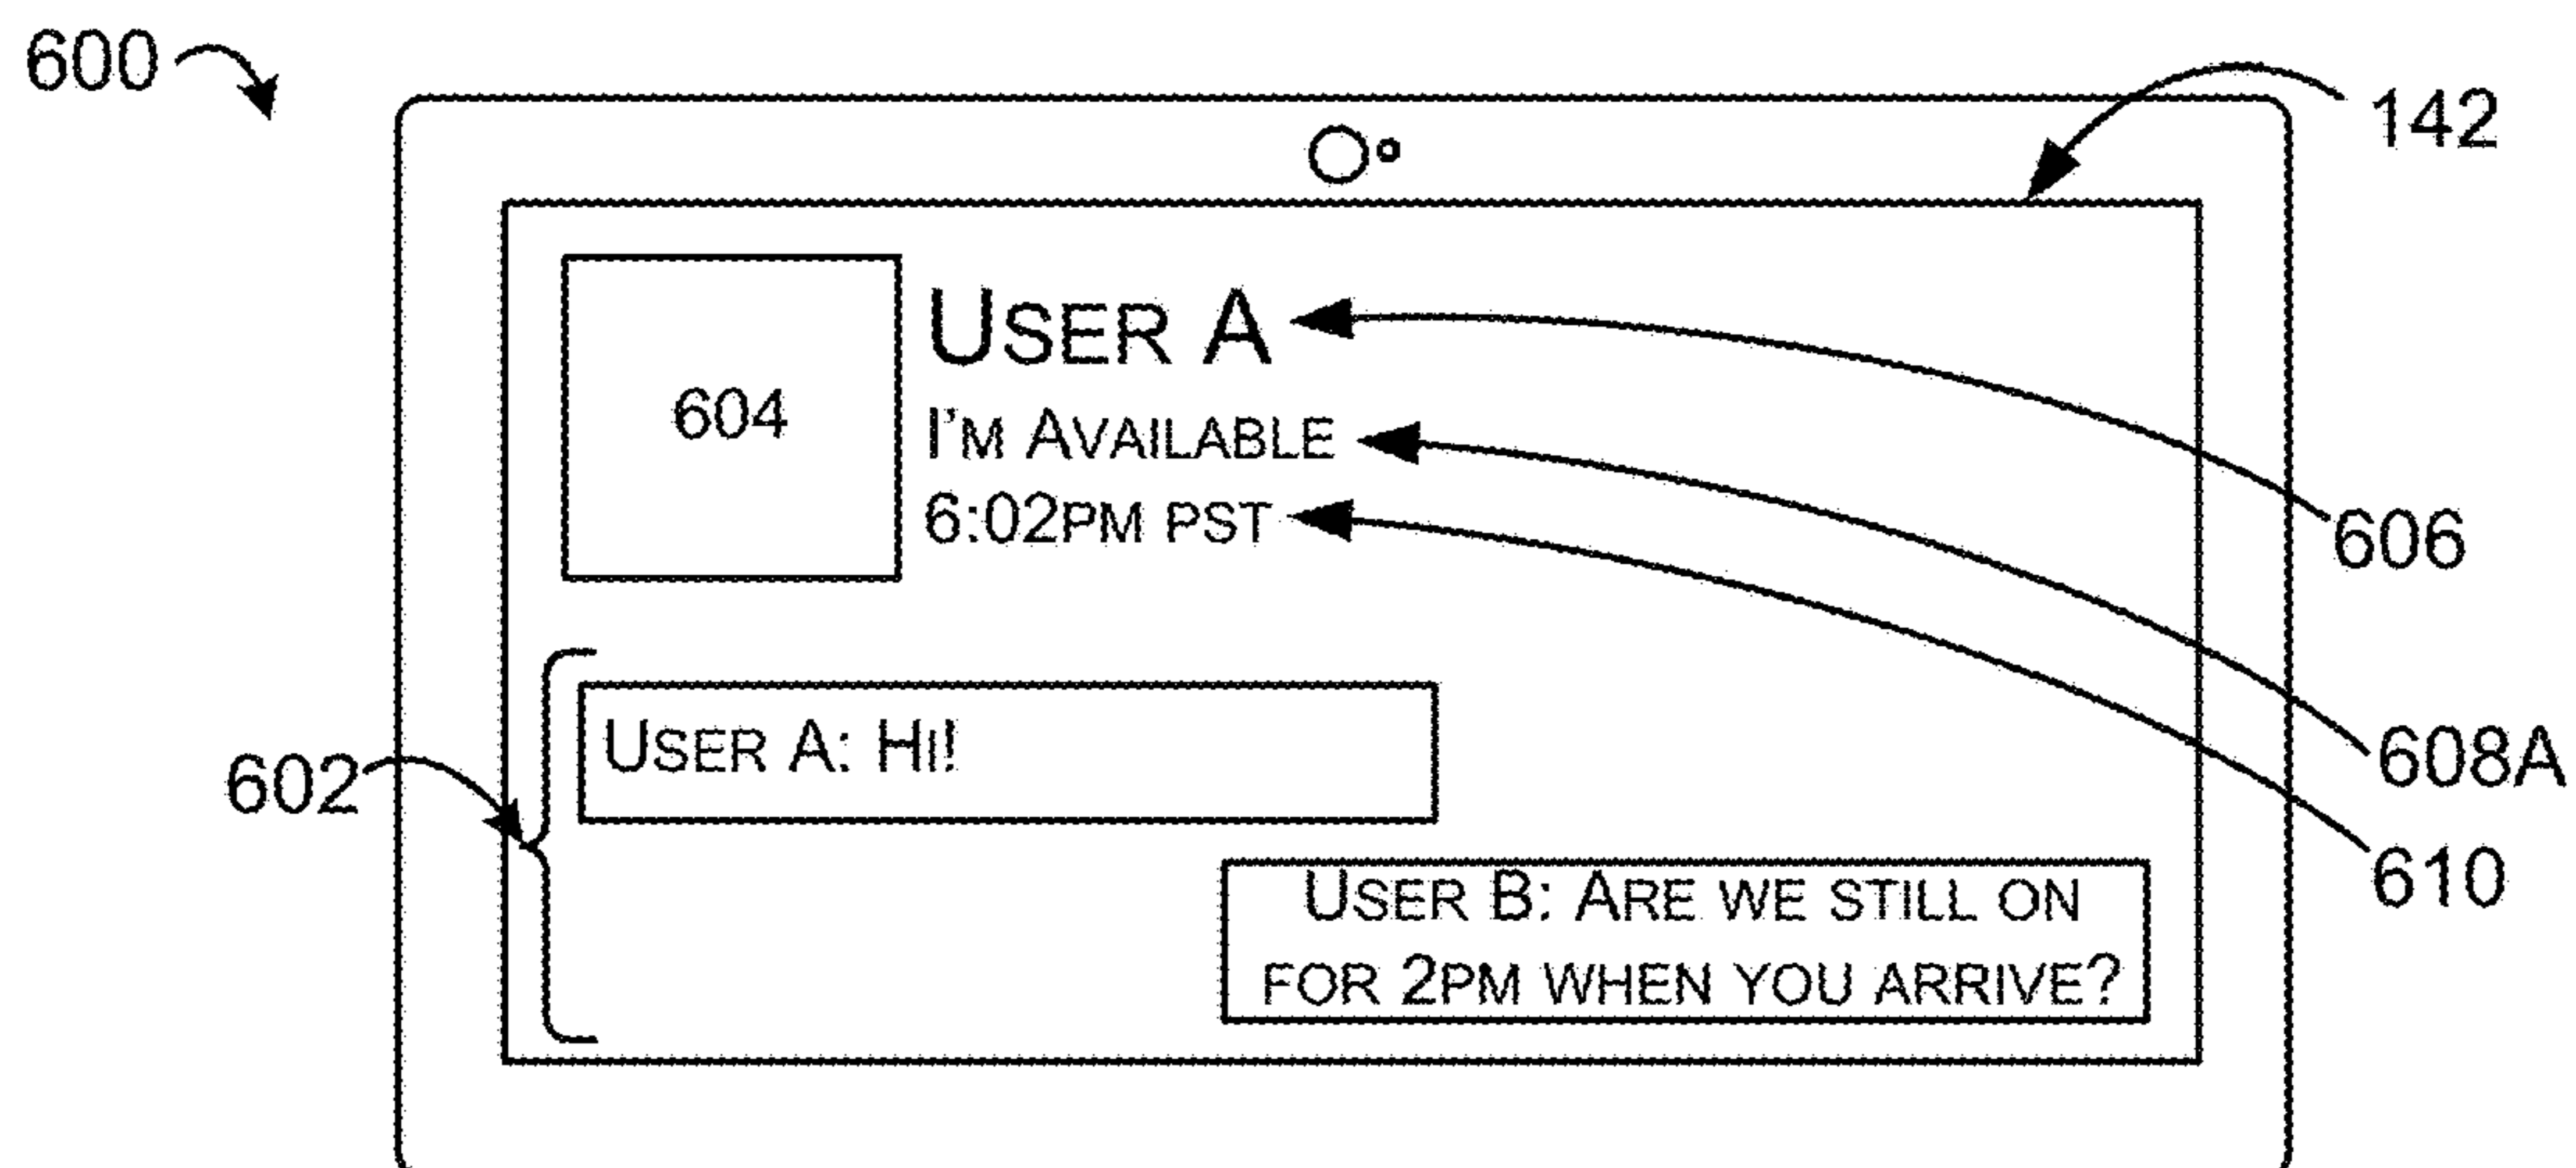 600
142
604
USER A
I'M AVAILABLE
6:02PM PST
606
602
USER A: HI!
608A
610
USER B: ARE WE STILL ON
FOR 2PM WHEN YOU ARRIVE?